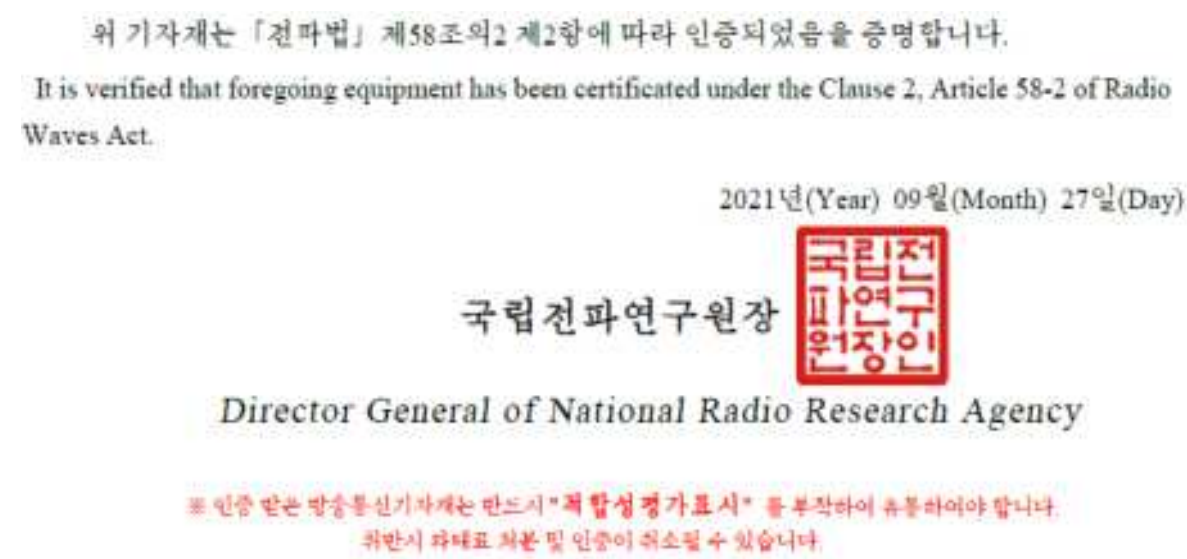 위 기자재는「전파법」제58조의2 제2항에 따라 인증되었음을 증명합니다.
It is verified that foregoing equipment has been certificated under the Clause 2, Article 58-2 of Radio
Waves Act.
2021년(Year) 09월(Month) 27일(Day)
국립전파연구원장
국립전
파연구
원장인
Director General of National Radio Research Agency
※ 인증 받은 방송통신기자재는 반드시 "적합성평가표시" 를 부착하여 유통하여야 합니다.
위반시 과태료 처분 및 인증이 취소될 수 있습니다.